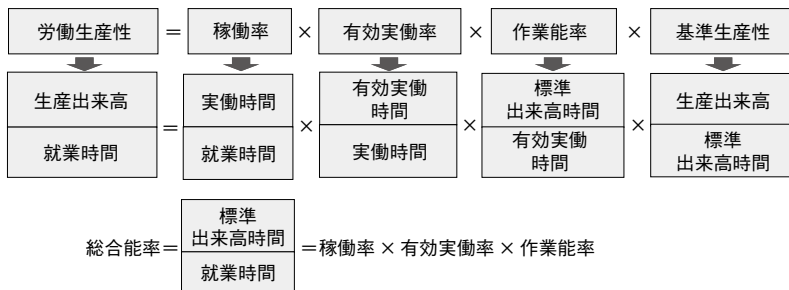 労働生産性 = 稼働率 × 有効実働率 × 作業能率 × 基準生産性
生産出来高
就業時間
=
実働時間
就業時間
×
有効実働
時間
実働時間
×
標準
出来高時間
有効実働
時間
×
生産出来高
標準
出来高時間
総合能率=
標準
出来高時間
就業時間
=稼働率 × 有効実働率 × 作業能率